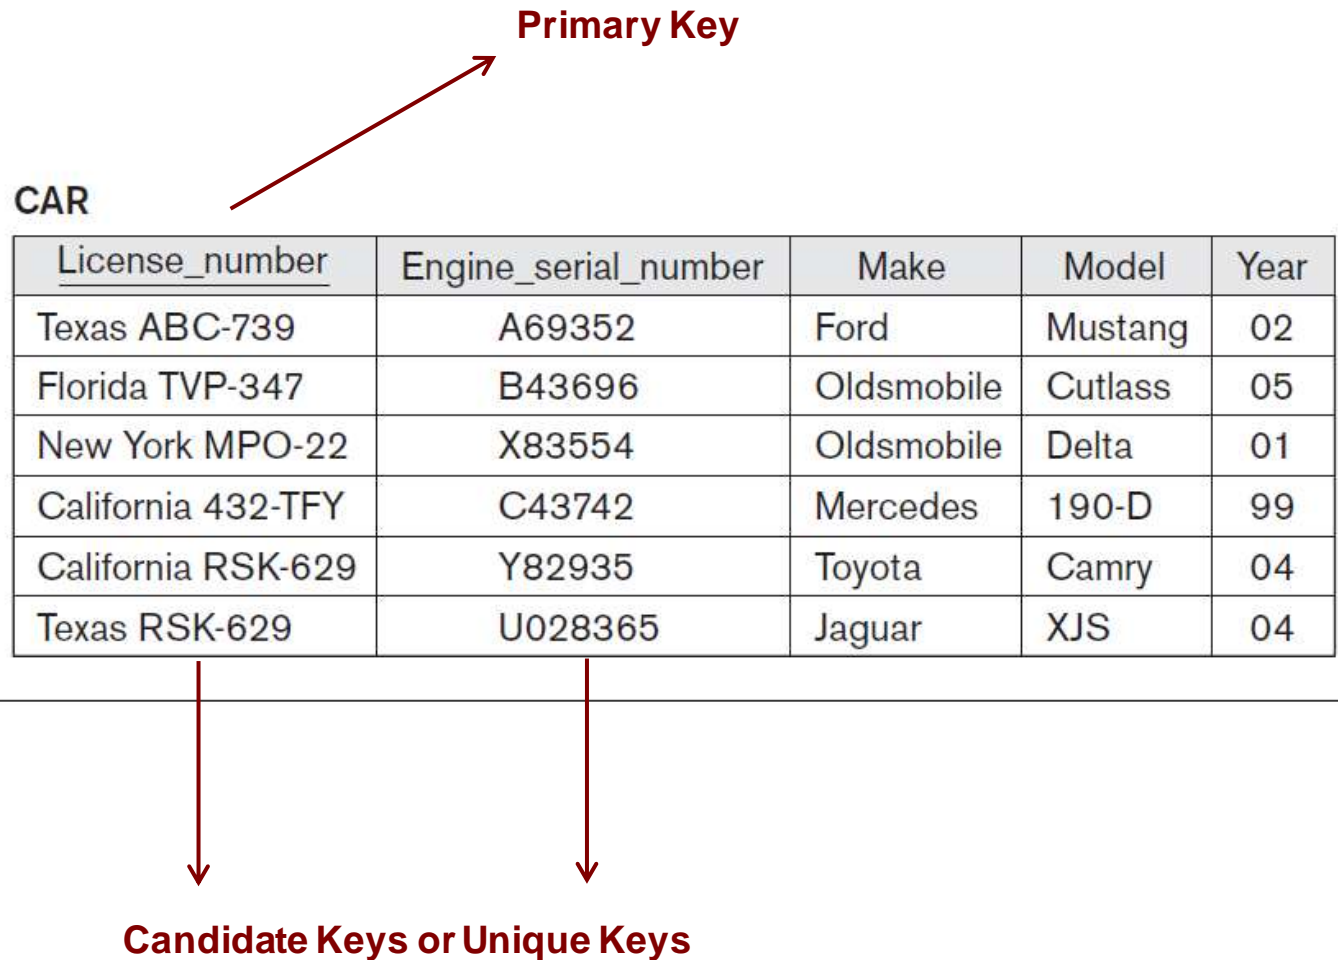 Primary Key
CAR
License_number Engine_serial_number Make Model Year
Texas ABC-739 A69352 Ford Mustang 02
Florida TVP-347 B43696 Oldsmobile Cutlass 05
New York MPO-22 X83554 Oldsmobile Delta 01
California 432-TFY C43742 Mercedes 190-D 99
California RSK-629 Y82935 Toyota Camry 04
Texas RSK-629 U028365 Jaguar XJS 04
Candidate Keys or Unique Keys